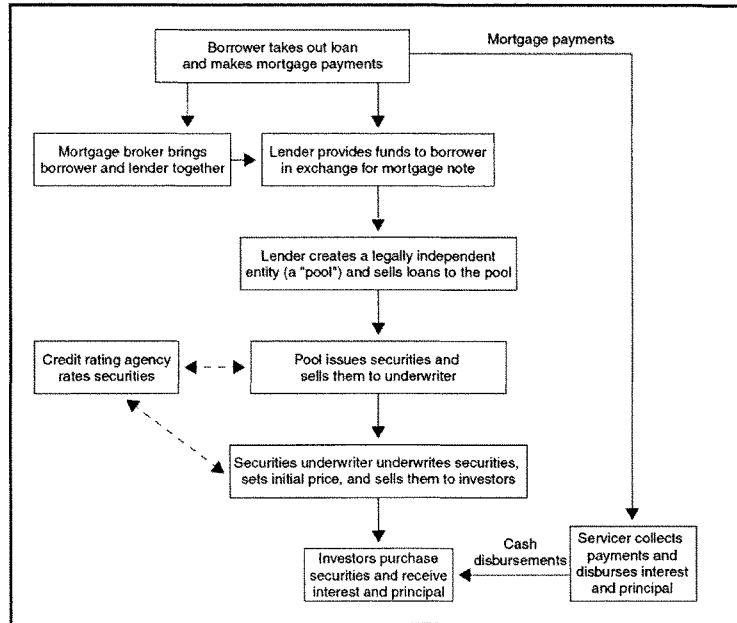 Borrower takes out loan
and makes mortgage payments
Mortgage payments
Mortgage broker brings
borrower and lender together
Lender provides funds to borrower
in exchange for mortgage note
Lender creates a legally independent
entity (a "pool") and sells loans to the pool
Credit rating agency
rates securities
Pool issues securities and
sells them to underwriter
Securities underwriter underwrites securities,
sets initial price, and sells them to investors
Investors purchase
securities and receive
interest and principal
Cash
disbursements
Servicer collects
payments and
disburses interest
and principal